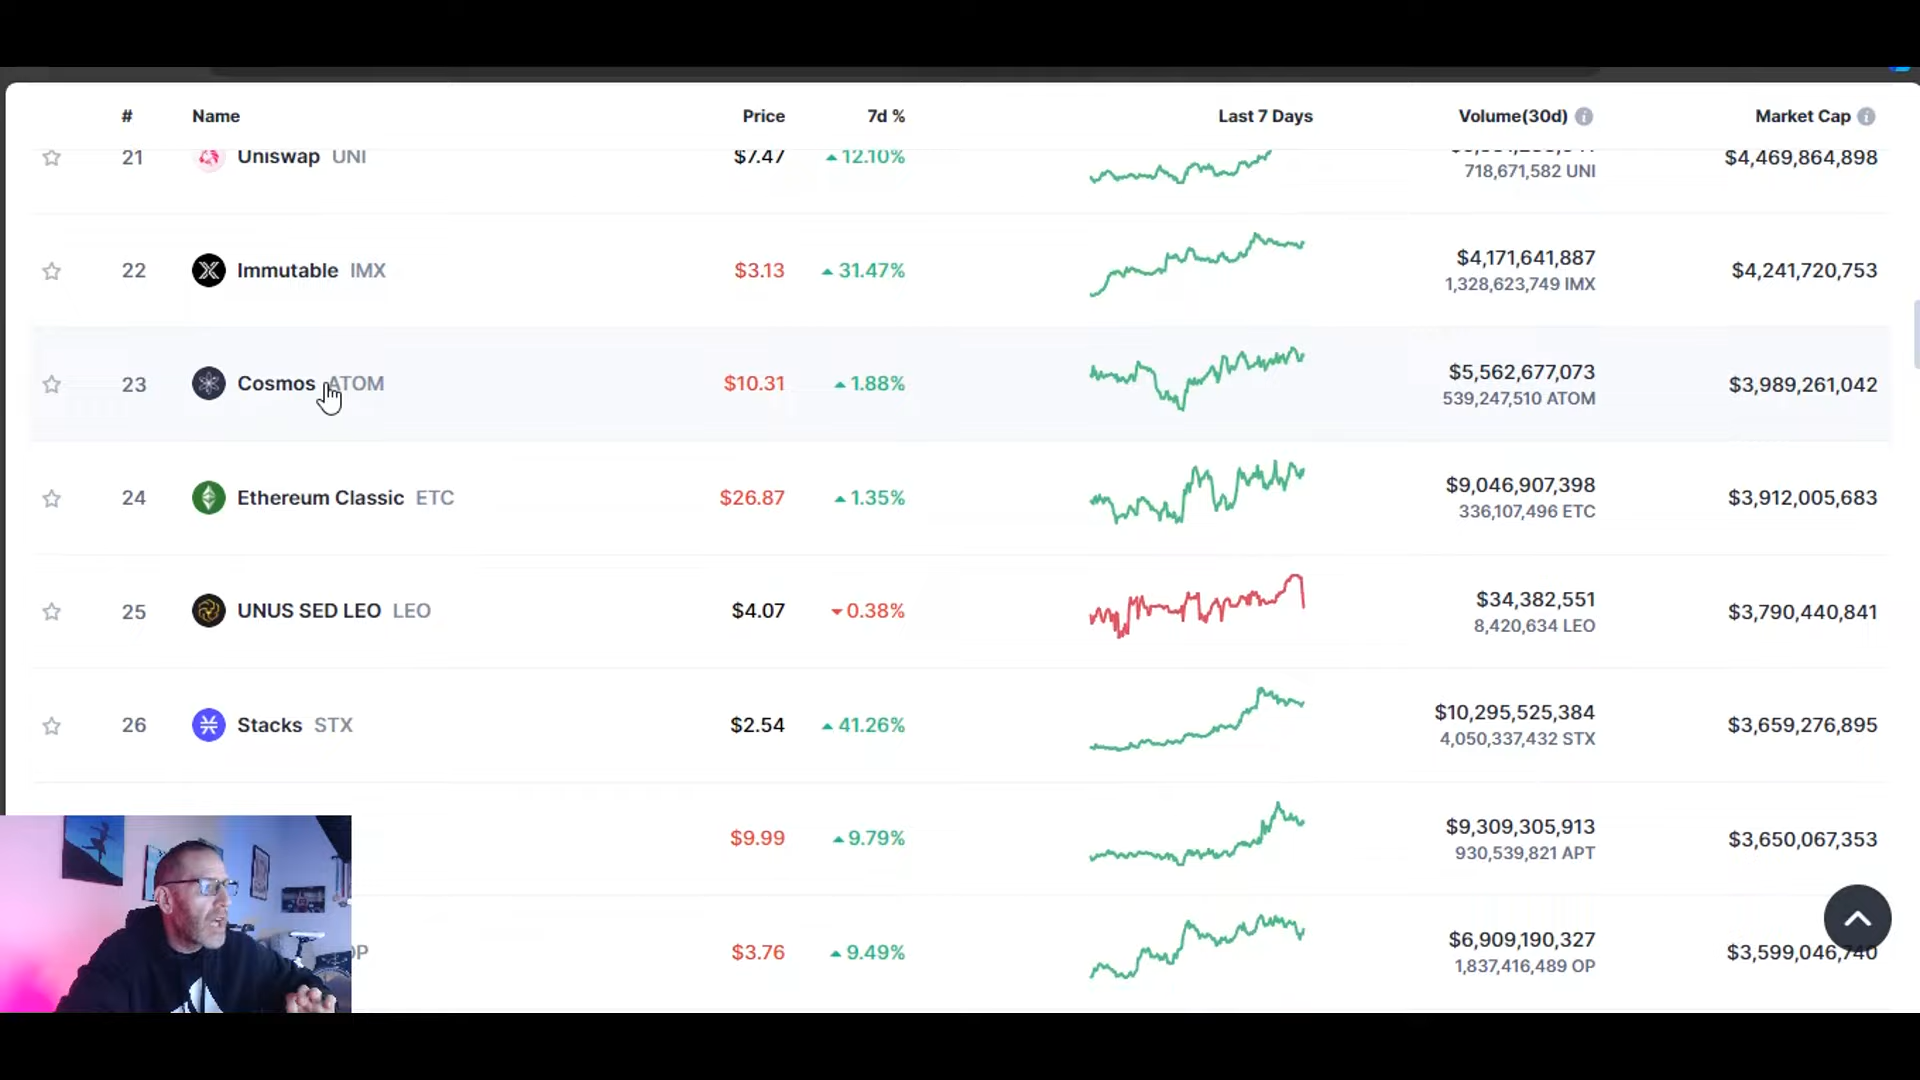 # Name Price 7d % Last 7 Days Volume(30d) Market Cap
21 Uniswap UNI $7.47 12.10% $4,469,864,898
718,671,582 UNI
22 Immutable IMX $3.13 31.47% $4,171,641,887 $4,241,720,753
1,328,623,749 IMX
23 Cosmos ATOM $10.31 1.88% $5,562,677,073 $3,989,261,042
539,247,510 ATOM
24 Ethereum Classic ETC $26.87 1.35% $9,046,907,398 $3,912,005,683
336,107,496 ETC
25 UNUS SED LEO LEO $4.07 0.38% $34,382,551 $3,790,440,841
8,420,634 LEO
26 Stacks STX $2.54 41.26% $10,295,525,384 $3,659,276,895
4,050,337,432 STX
$9.99 9.79% $9,309,305,913 $3,650,067,353
930,539,821 APT
$3.76 9.49% $6,909,190,327 $3,599,046,740
1,837,416,489 OP